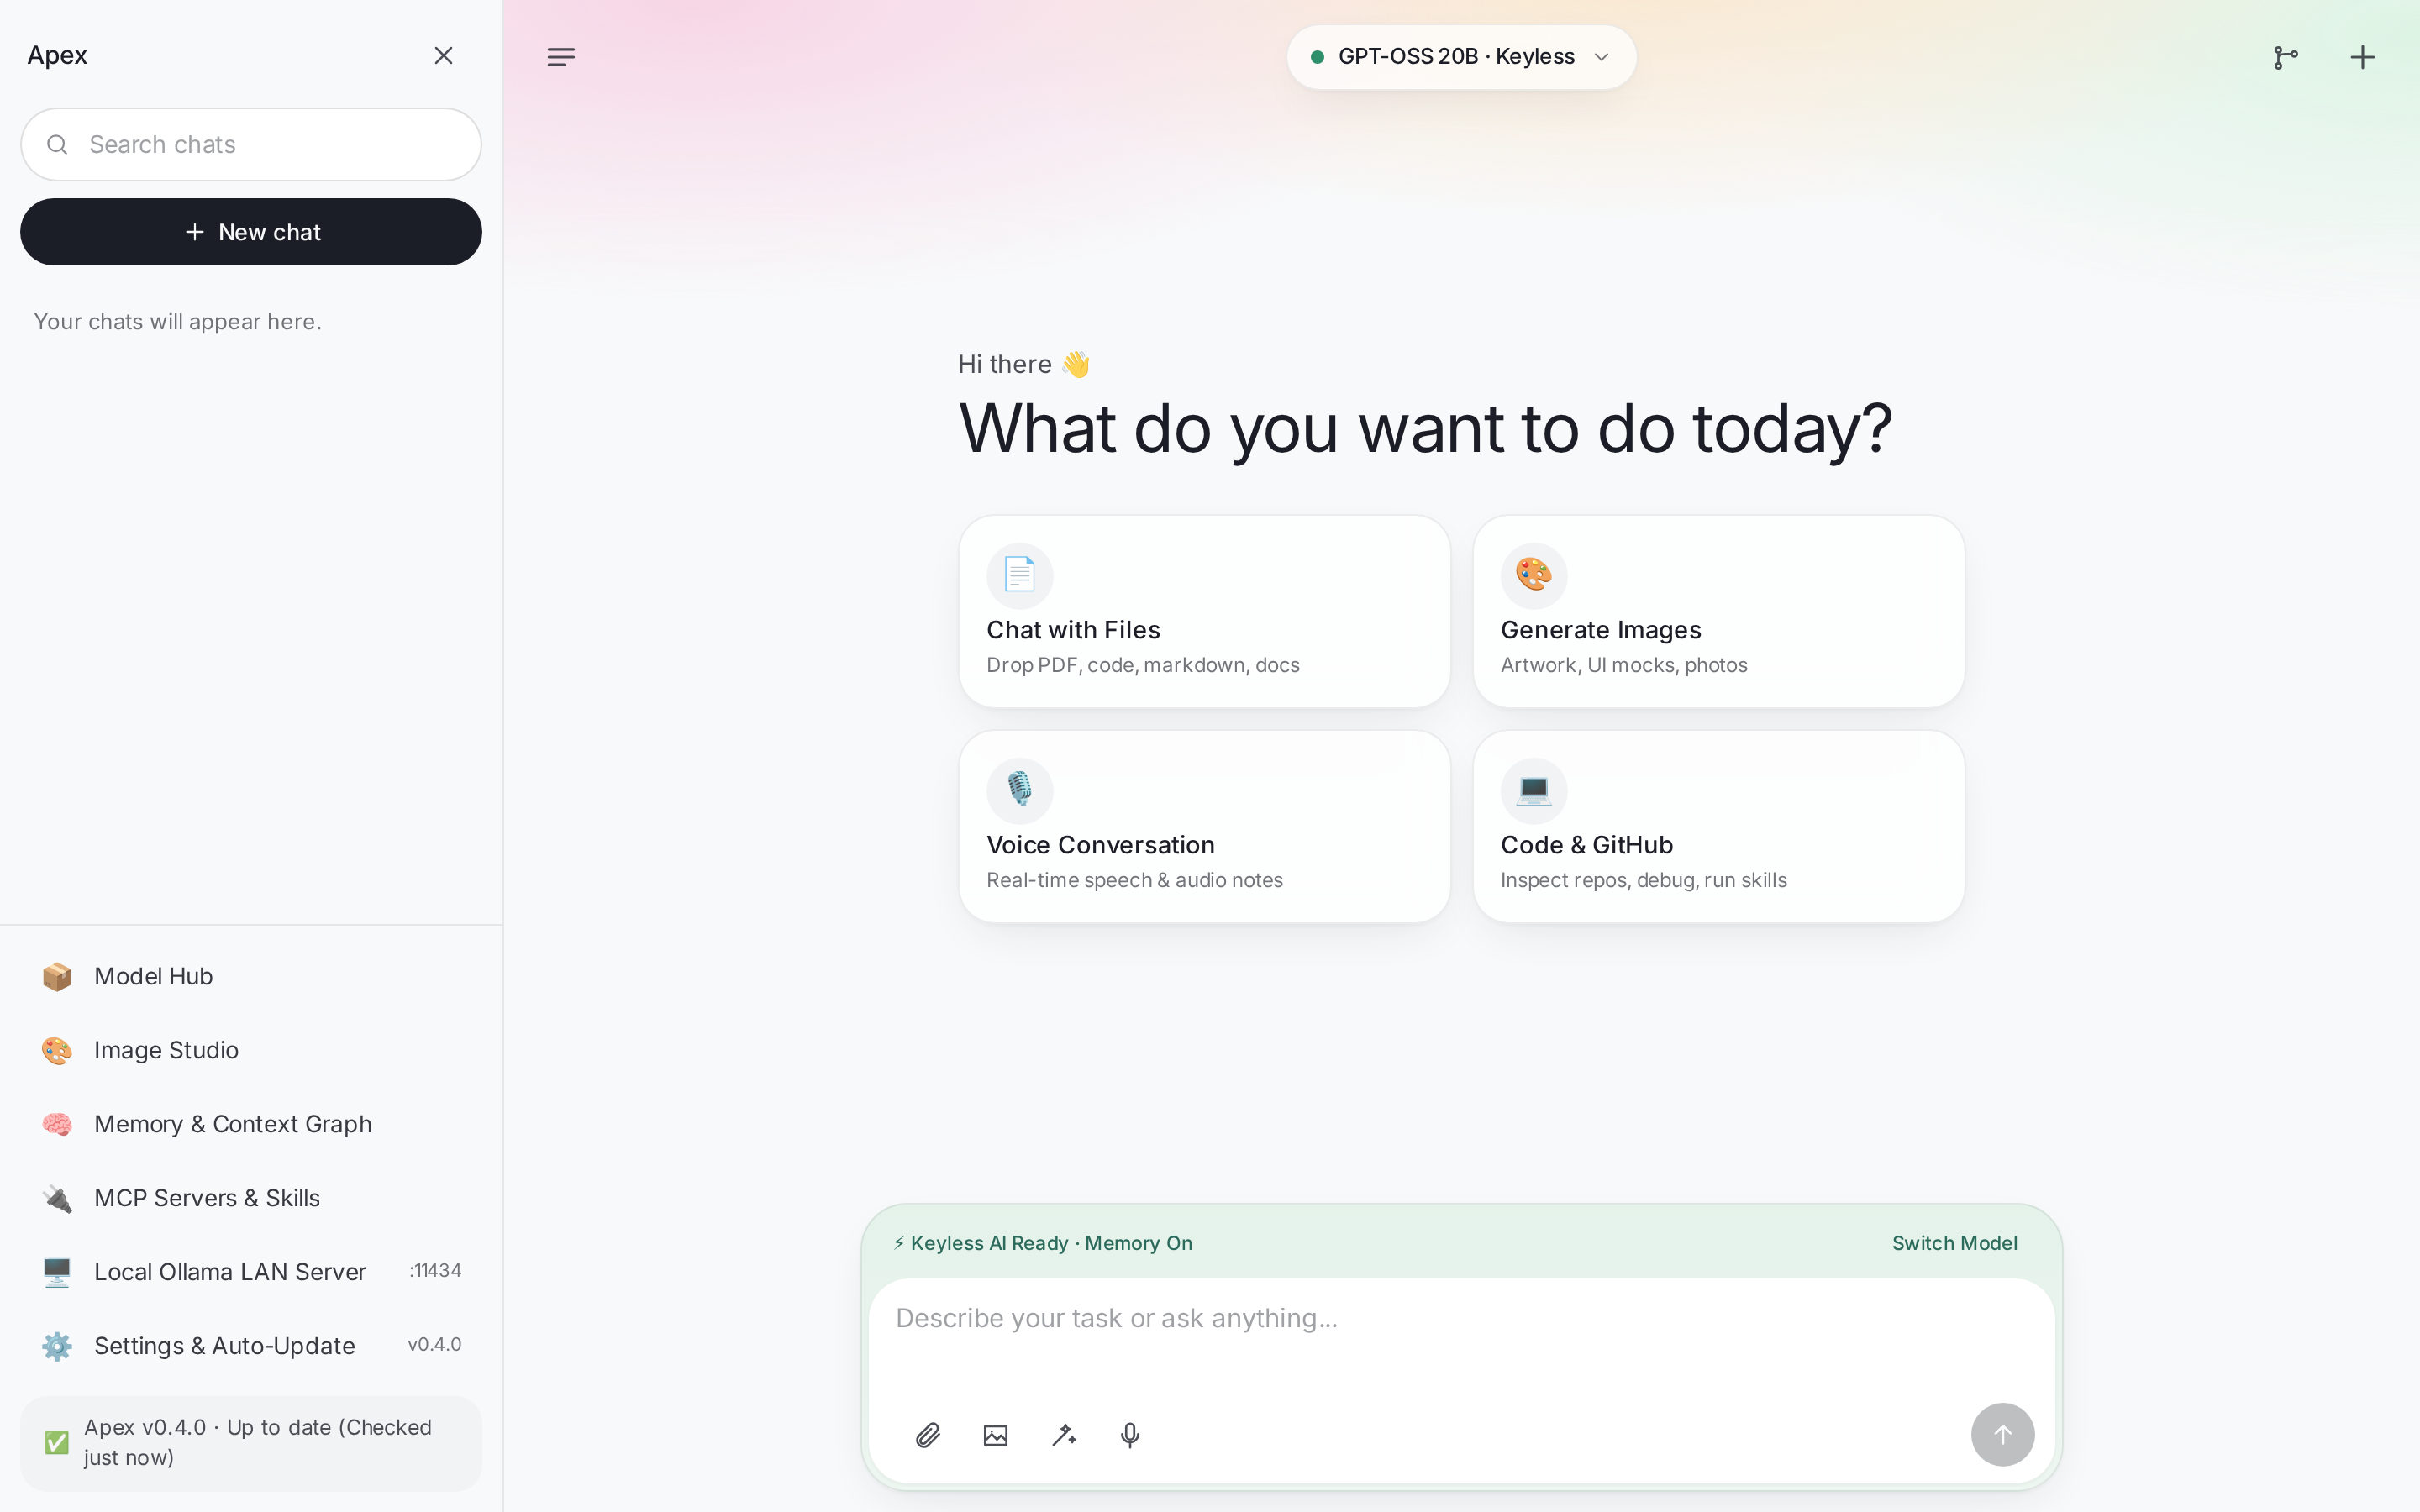 Apex
Search chats
New chat
Your chats will appear here.
Model Hub
Image Studio
Memory & Context Graph
MCP Servers & Skills
Local Ollama LAN Server :11434
Settings & Auto-Update v0.4.0
Apex v0.4.0 · Up to date (Checked
just now)
GPT-OSS 20B · Keyless
Hi there 👋
What do you want to do today?
Chat with Files
Drop PDF, code, markdown, docs
Generate Images
Artwork, UI mocks, photos
Voice Conversation
Real-time speech & audio notes
Code & GitHub
Inspect repos, debug, run skills
⚡ Keyless AI Ready · Memory On
Switch Model
Describe your task or ask anything...